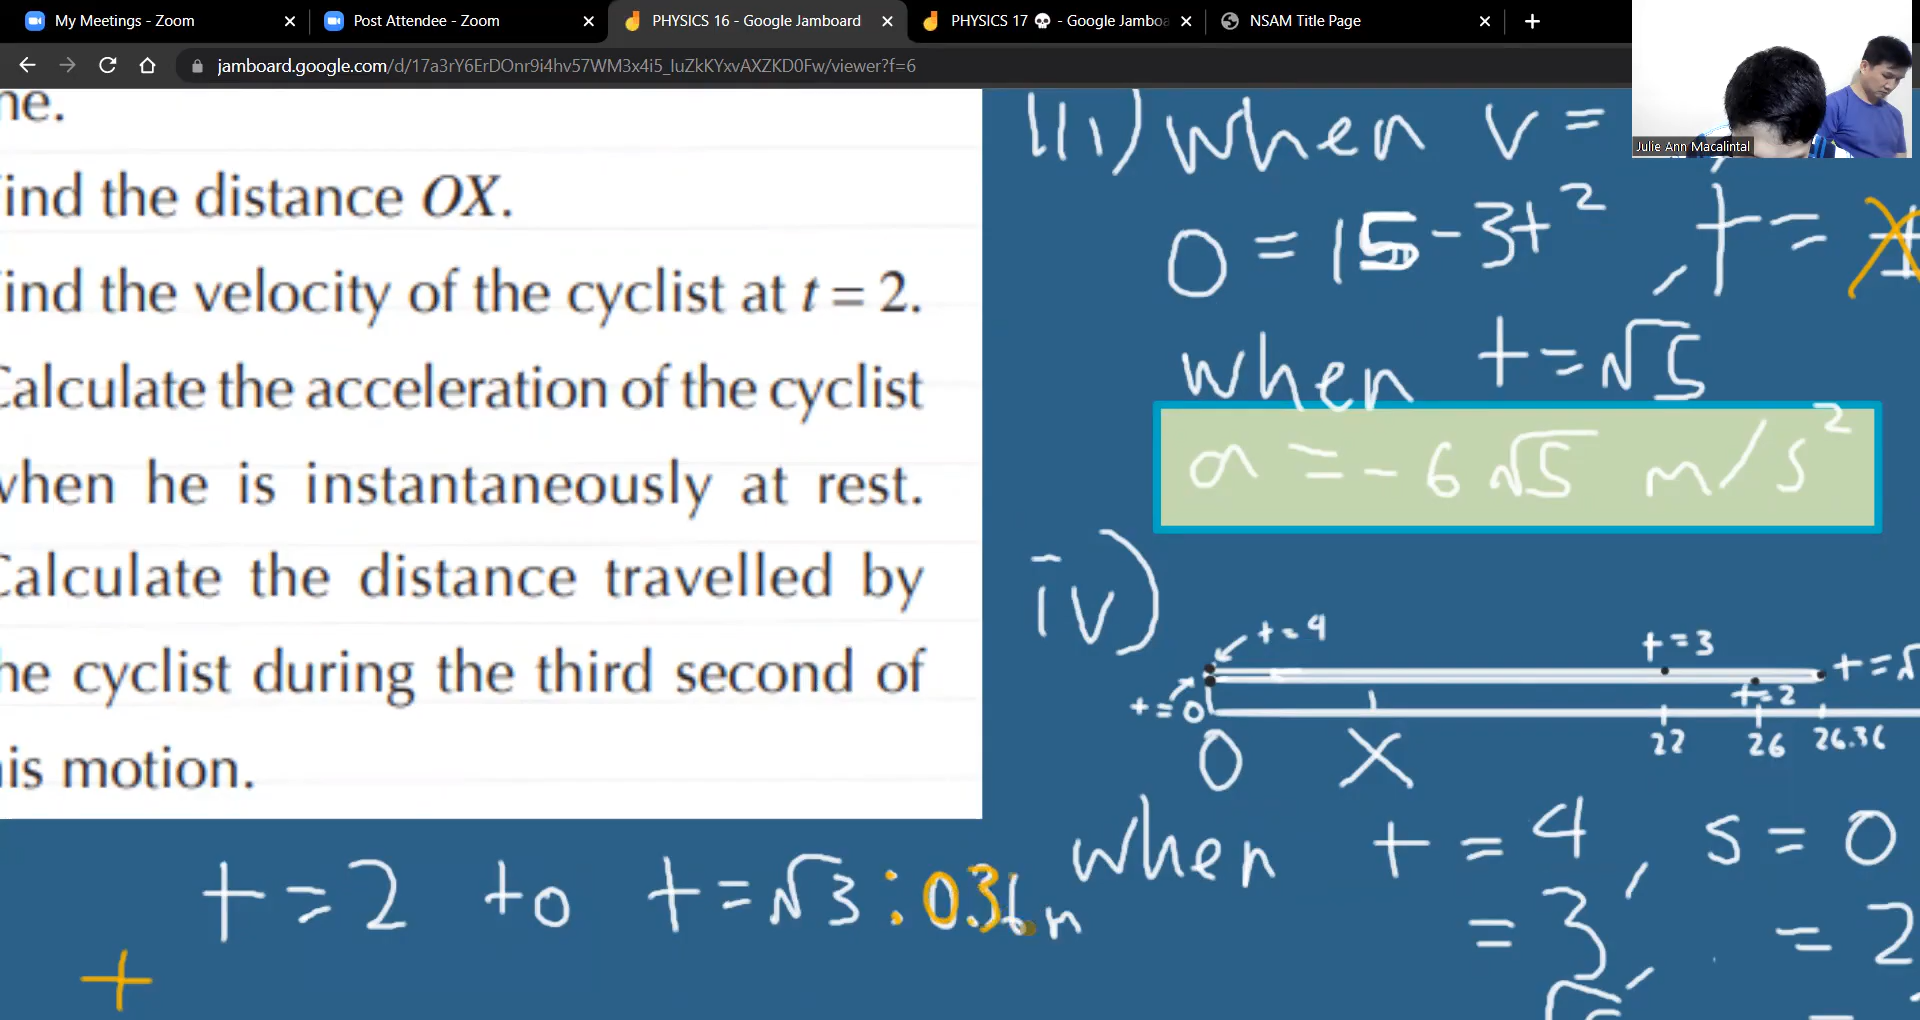 My Meetings - Zoom
Post Attendee - Zoom
PHYSICS 16 - Google Jamboard
PHYSICS 17 💀 - Google Jamboa
NSAM Title Page
jamboard.google.com/d/17a3rY6ErDOnr9i4hv57WM3x4i5_luZkKYxvAXZKD0Fw/viewer?f=6
Julie Ann Macalintal
ne.
ind the distance OX.
ind the velocity of the cyclist at t = 2.
Calculate the acceleration of the cyclist
when he is instantaneously at rest.
Calculate the distance travelled by
he cyclist during the third second of
is motion.
iii) when v =
0 = 15 - 3t², t =
when t = √5
a = - 6√5 m/s²
iv)
t = 4
t = 3
t = √
t = 0
t = 2
22 26 26.36
O X
when t = 4, s = 0
= 3, = 2
t = 2 to t = √3 : 0.36 m
+